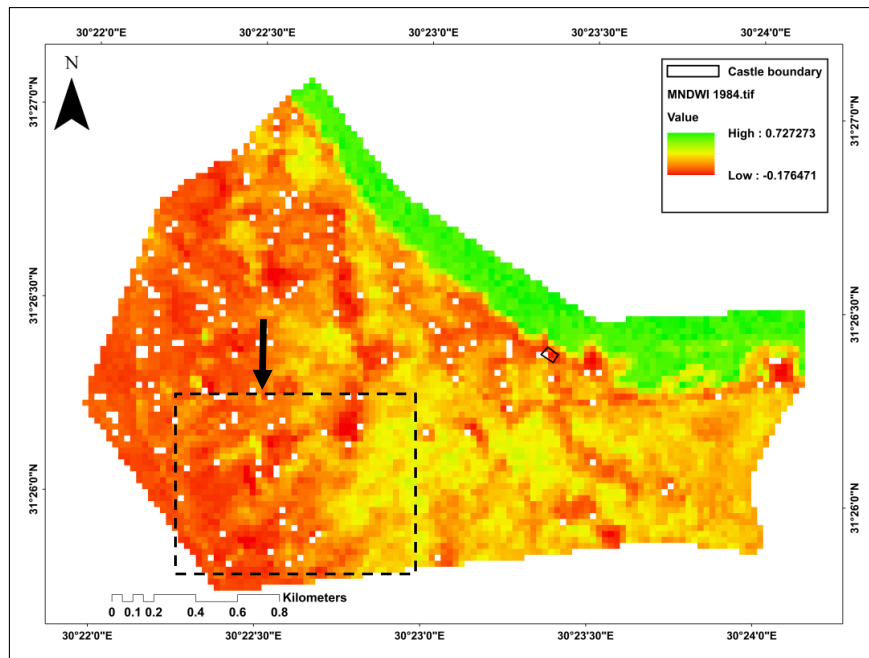 30°22'0"E 30°22'30"E 30°23'0"E 30°23'30"E 30°24'0"E
N
Castle boundary
MNDWI 1984.tif
Value
High : 0.727273
Low : -0.176471
31°27'0"N 31°27'0"N
31°26'30"N 31°26'30"N
31°26'0"N 31°26'0"N
Kilometers
0 0.1 0.2 0.4 0.6 0.8
30°22'0"E 30°22'30"E 30°23'0"E 30°23'30"E 30°24'0"E